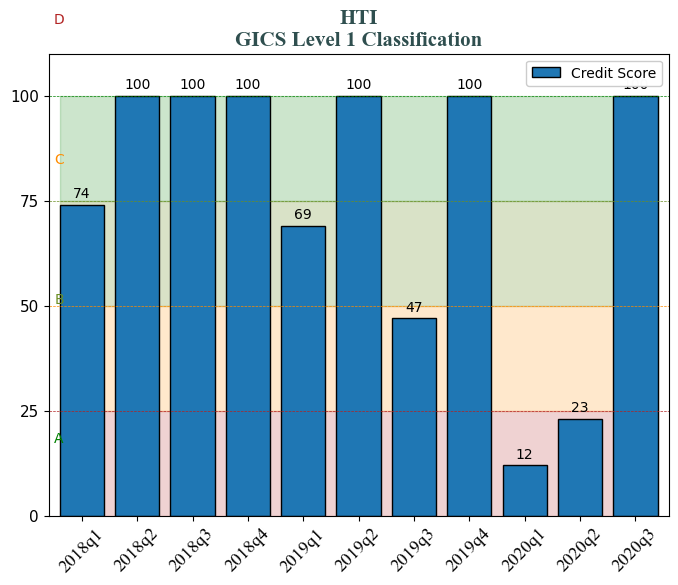 D
HTI
GICS Level 1 Classification
Credit Score
100
75
50
25
0
C
B
A
74
100
100
100
69
100
47
100
12
23
100
2018q1
2018q2
2018q3
2018q4
2019q1
2019q2
2019q3
2019q4
2020q1
2020q2
2020q3